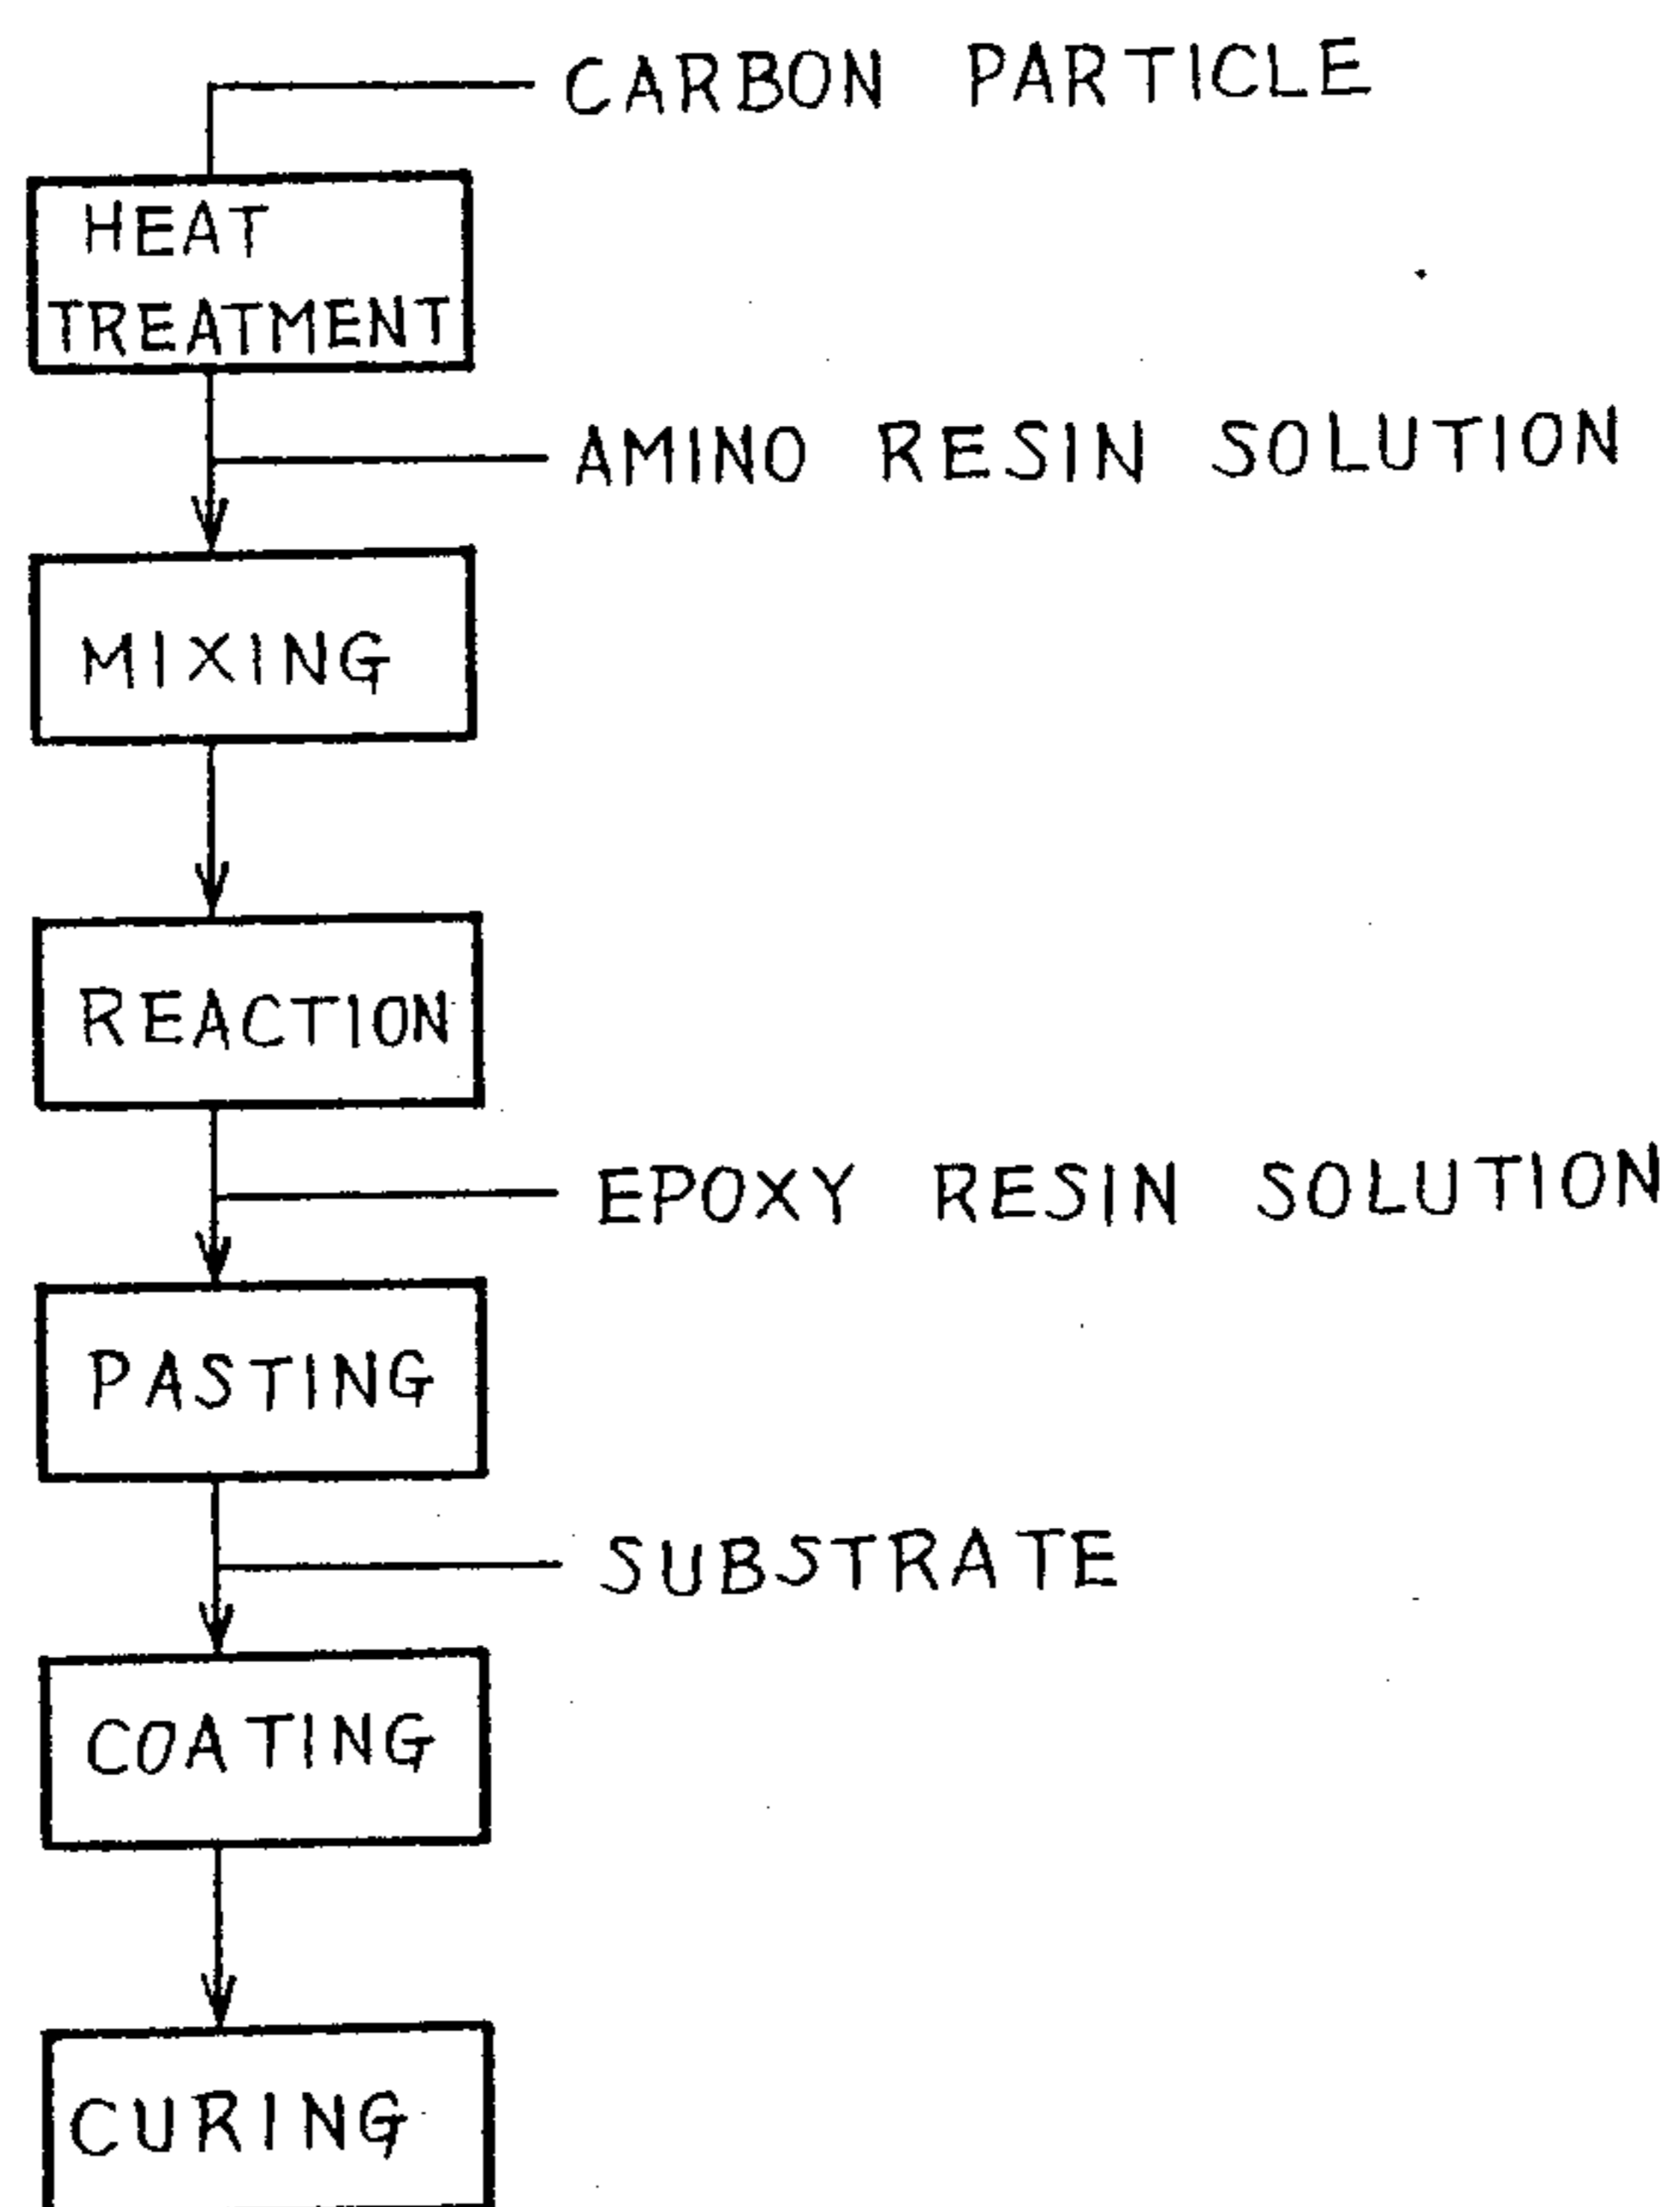 CARBON PARTICLE
HEAT
TREATMENT
AMINO RESIN SOLUTION
MIXING
REACTION
EPOXY RESIN SOLUTION
PASTING
SUBSTRATE
COATING
CURING